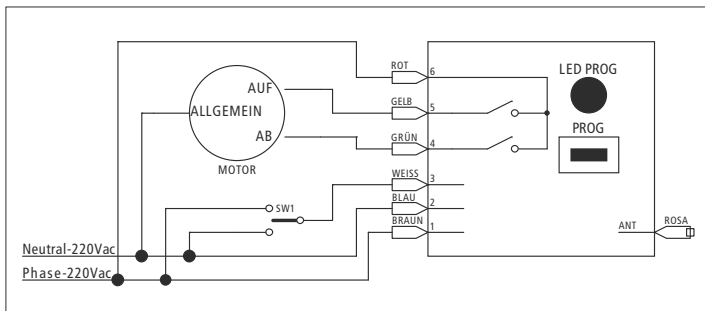 ROT
6
LED PROG
AUF
ALLGEMEIN
GELB
5
PROG
AB
GRÜN
4
MOTOR
WEISS
3
SW1
BLAU
2
BRAUN
1
ANT
ROSA
Neutral-220Vac
Phase-220Vac